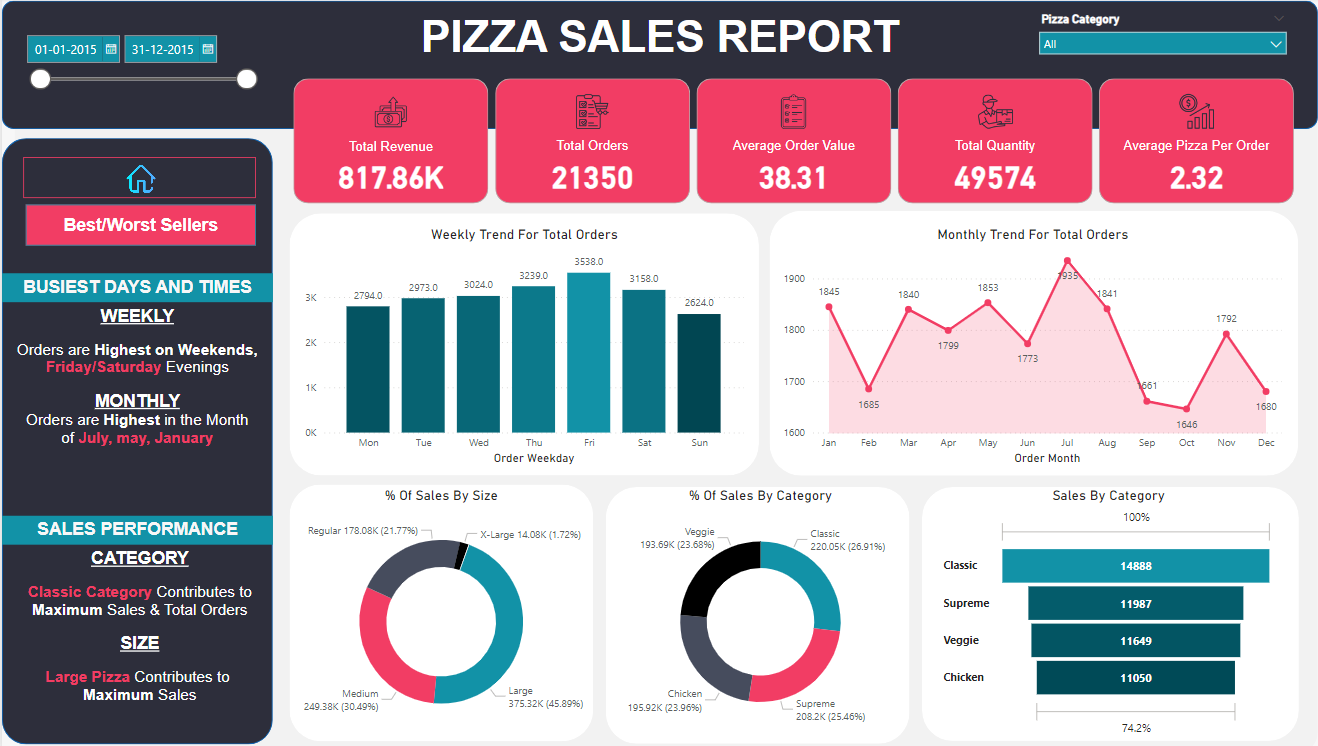 PIZZA SALES REPORT
Pizza Category
All
01-01-2015
31-12-2015
Total Revenue
817.86K
Total Orders
21350
Average Order Value
38.31
Total Quantity
49574
Average Pizza Per Order
2.32
Best/Worst Sellers
BUSIEST DAYS AND TIMES
WEEKLY
Orders are Highest on Weekends,
Friday/Saturday Evenings
MONTHLY
Orders are Highest in the Month
of July, may, January
SALES PERFORMANCE
CATEGORY
Classic Category Contributes to
Maximum Sales & Total Orders
SIZE
Large Pizza Contributes to
Maximum Sales
Weekly Trend For Total Orders
3K
2K
1K
0K
2794.0
2973.0
3024.0
3239.0
3538.0
3158.0
2624.0
Mon
Tue
Wed
Thu
Fri
Sat
Sun
Order Weekday
Monthly Trend For Total Orders
1900
1800
1700
1600
1845
1685
1840
1799
1853
1773
1935
1841
1661
1646
1792
1680
Jan
Feb
Mar
Apr
May
Jun
Jul
Aug
Sep
Oct
Nov
Dec
Order Month
% Of Sales By Size
Regular 178.08K (21.77%)
X-Large 14.08K (1.72%)
Medium
249.38K (30.49%)
Large
375.32K (45.89%)
% Of Sales By Category
Veggie
193.69K (23.68%)
Classic
220.05K (26.91%)
Chicken
195.92K (23.96%)
Supreme
208.2K (25.46%)
Sales By Category
100%
Classic
14888
Supreme
11987
Veggie
11649
Chicken
11050
74.2%